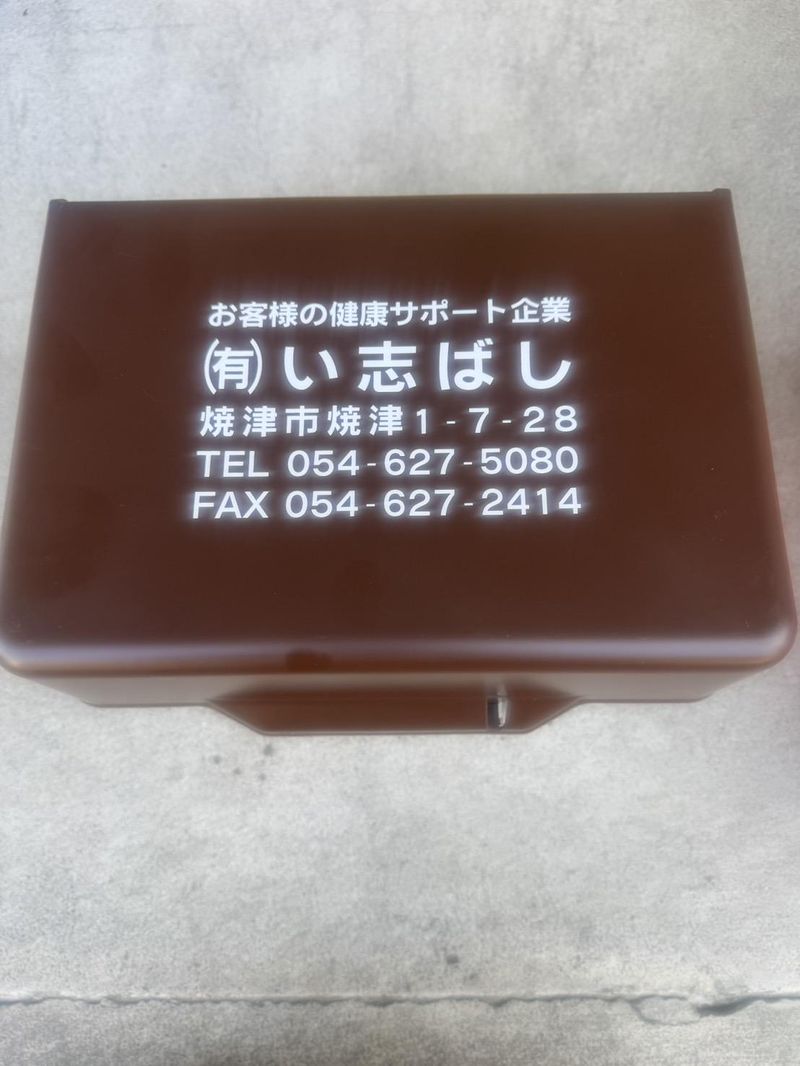 お客様の健康サポート企業
㈲い志ばし
焼津市焼津1-7-28
TEL 054-627-5080
FAX 054-627-2414